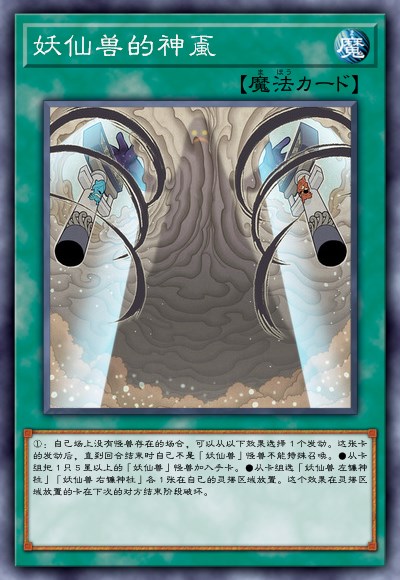 妖仙兽的神颪
魔
【魔法カード】
ま ほう
①：自己场上没有怪兽存在的场合，可以从以下效果选择1个发动。这张卡
的发动后，直到回合结束时自己不是「妖仙兽」怪兽不能特殊召唤。●从卡
组把1只5星以上的「妖仙兽」怪兽加入手卡。●从卡组选「妖仙兽 左镰神
社」「妖仙兽 右镰神社」各1张在自己的灵摆区域放置。这个效果在灵摆区
域放置的卡在下次的对方结束阶段破坏。